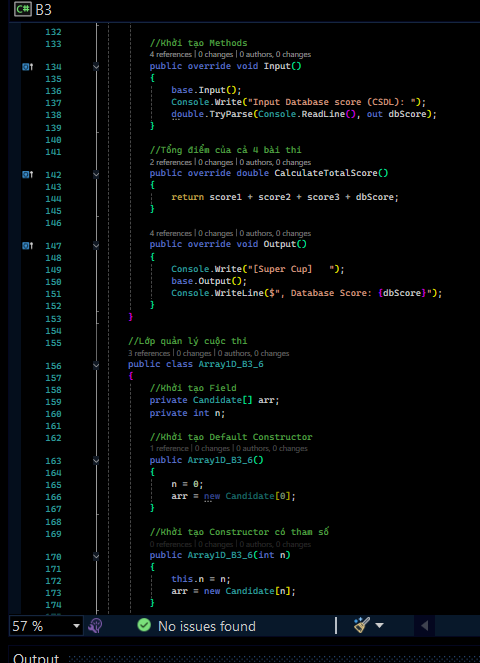 C# B3
132
133 //Khởi tạo Methods
4 references | 0 changes | 0 authors, 0 changes
134 public override void Input()
135 {
136 base.Input();
137 Console.Write("Input Database score (CSDL): ");
138 double.TryParse(Console.ReadLine(), out dbScore);
139 }
140
141 //Tổng điểm của cả 4 bài thi
2 references | 0 changes | 0 authors, 0 changes
142 public override double CalculateTotalScore()
143 {
144 return score1 + score2 + score3 + dbScore;
145 }
146
4 references | 0 changes | 0 authors, 0 changes
147 public override void Output()
148 {
149 Console.Write("[Super Cup]   ");
150 base.Output();
151 Console.WriteLine($", Database Score: {dbScore}");
152 }
153 }
154
155 //Lớp quản lý cuộc thi
3 references | 0 changes | 0 authors, 0 changes
156 public class Array1D_B3_6
157 {
158 //Khởi tạo Field
159 private Candidate[] arr;
160 private int n;
161
162 //Khởi tạo Default Constructor
1 reference | 0 changes | 0 authors, 0 changes
163 public Array1D_B3_6()
164 {
165 n = 0;
166 arr = new Candidate[0];
167 }
168
169 //Khởi tạo Constructor có tham số
0 references | 0 changes | 0 authors, 0 changes
170 public Array1D_B3_6(int n)
171 {
172 this.n = n;
173 arr = new Candidate[n];
174 }
57 % No issues found
Output